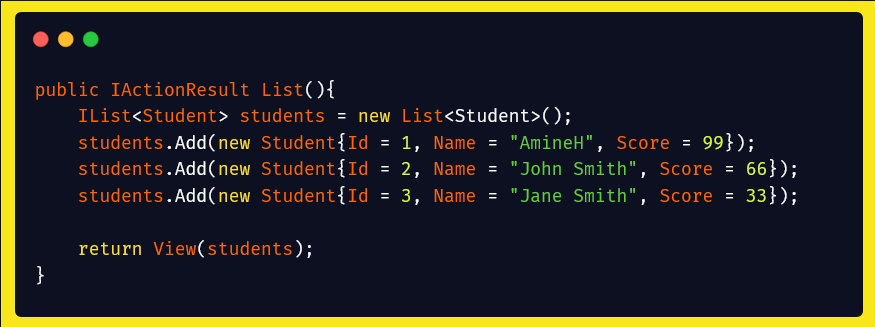 public IActionResult List(){
    IList<Student> students = new List<Student>();
    students.Add(new Student{Id = 1, Name = "AmineH", Score = 99});
    students.Add(new Student{Id = 2, Name = "John Smith", Score = 66});
    students.Add(new Student{Id = 3, Name = "Jane Smith", Score = 33});

    return View(students);
}